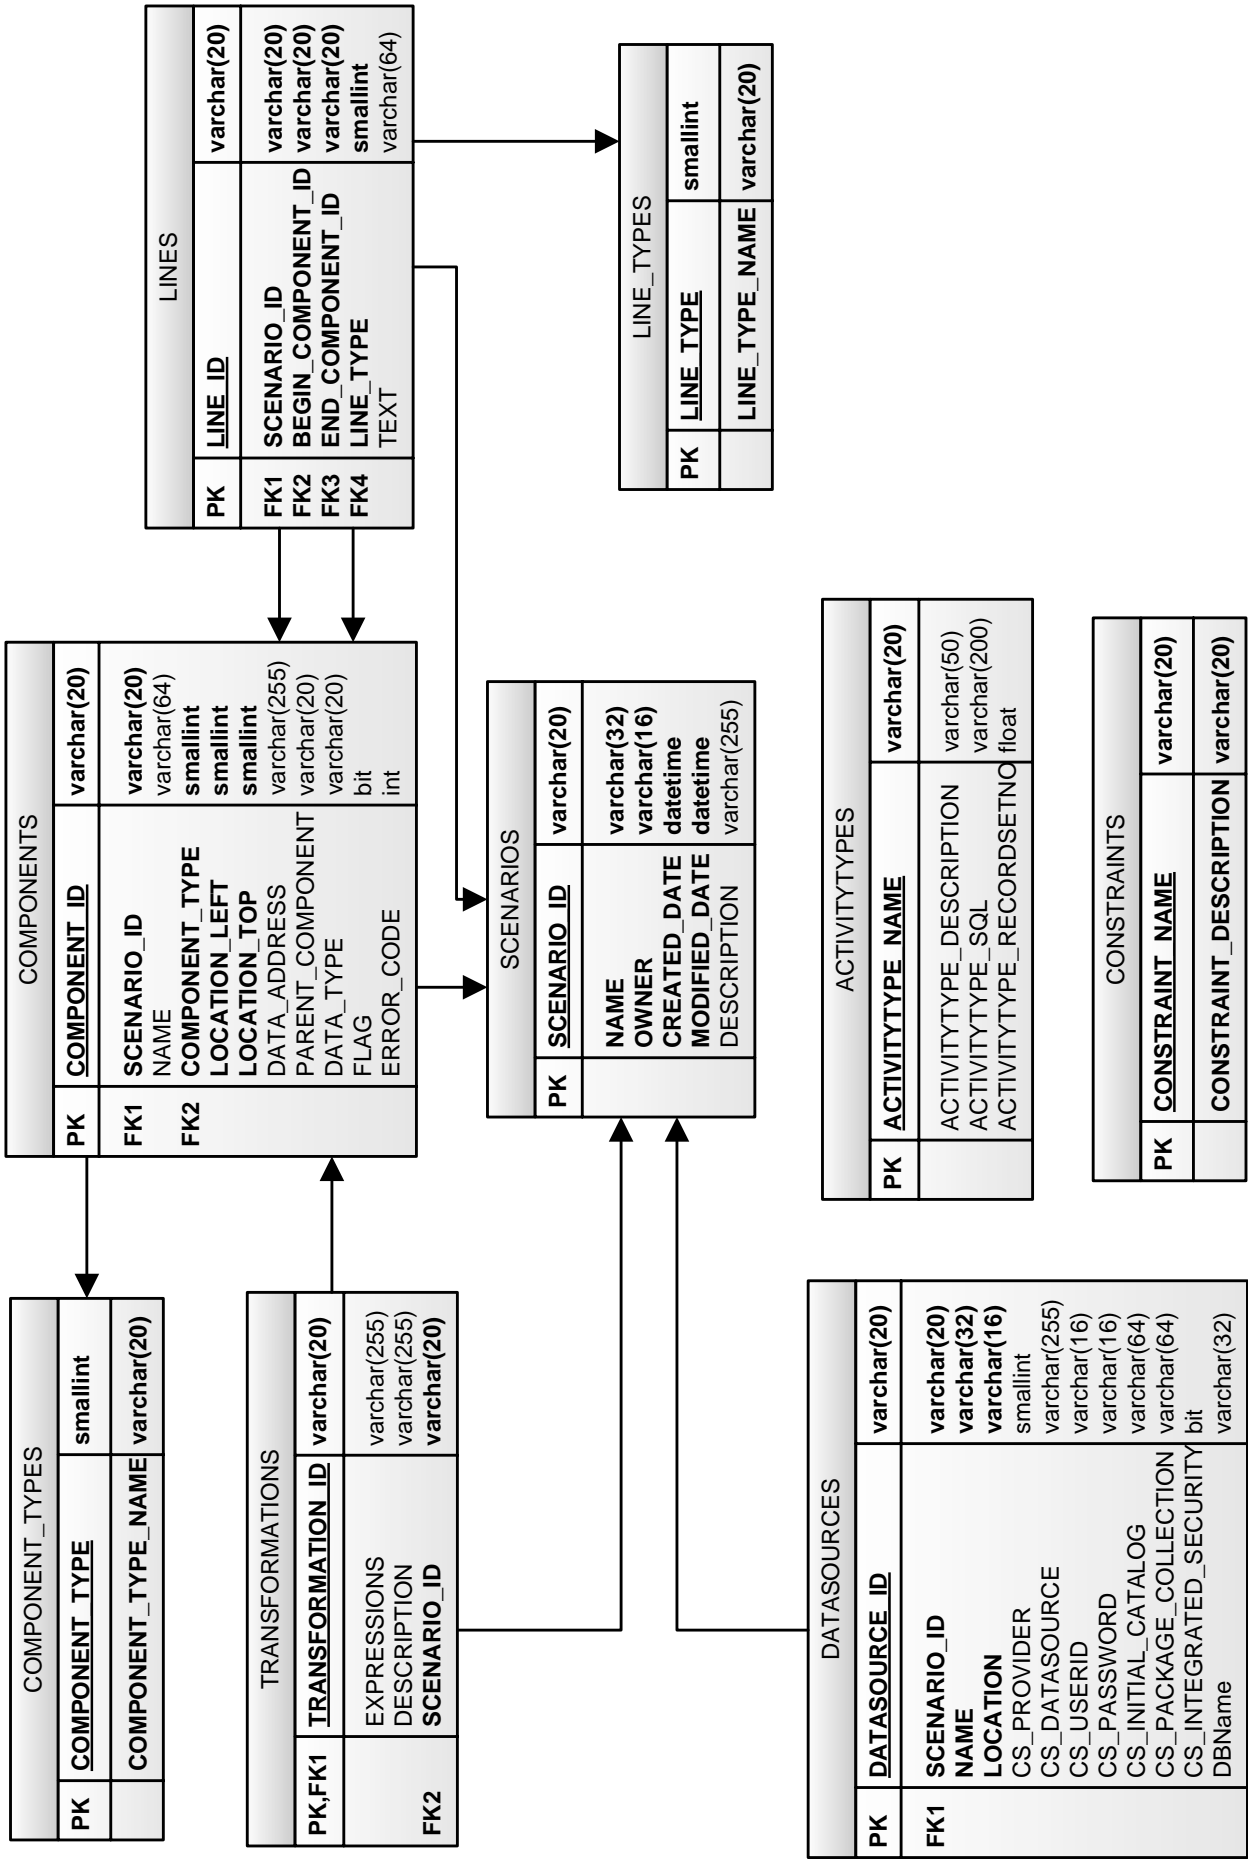 COMPONENT_TYPES
PK COMPONENT_TYPE smallint
COMPONENT_TYPE_NAME varchar(20)
COMPONENTS
PK COMPONENT_ID varchar(20)
FK1 SCENARIO_ID varchar(20)
NAME varchar(64)
FK2 COMPONENT_TYPE smallint
LOCATION_LEFT smallint
LOCATION_TOP smallint
DATA_ADDRESS varchar(255)
PARENT_COMPONENT varchar(20)
DATA_TYPE varchar(20)
FLAG bit
ERROR_CODE int
LINES
PK LINE_ID varchar(20)
FK1 SCENARIO_ID varchar(20)
FK2 BEGIN_COMPONENT_ID varchar(20)
FK3 END_COMPONENT_ID varchar(20)
FK4 LINE_TYPE smallint
TEXT varchar(64)
TRANSFORMATIONS
PK,FK1 TRANSFORMATION_ID varchar(20)
EXPRESSIONS varchar(255)
DESCRIPTION varchar(255)
FK2 SCENARIO_ID varchar(20)
SCENARIOS
PK SCENARIO_ID varchar(20)
NAME varchar(32)
OWNER varchar(16)
CREATED_DATE datetime
MODIFIED_DATE datetime
DESCRIPTION varchar(255)
LINE_TYPES
PK LINE_TYPE smallint
LINE_TYPE_NAME varchar(20)
DATASOURCES
PK DATASOURCE_ID varchar(20)
FK1 SCENARIO_ID varchar(20)
NAME varchar(32)
LOCATION varchar(16)
CS_PROVIDER smallint
CS_DATASOURCE varchar(255)
CS_USERID varchar(16)
CS_PASSWORD varchar(16)
CS_INITIAL_CATALOG varchar(64)
CS_PACKAGE_COLLECTION varchar(64)
CS_INTEGRATED_SECURITY bit
DBName varchar(32)
ACTIVITYTYPES
PK ACTIVITYTYPE_NAME varchar(20)
ACTIVITYTYPE_DESCRIPTION varchar(50)
ACTIVITYTYPE_SQL varchar(200)
ACTIVITYTYPE_RECORDSETNO float
CONSTRAINTS
PK CONSTRAINT_NAME varchar(20)
CONSTRAINT_DESCRIPTION varchar(20)